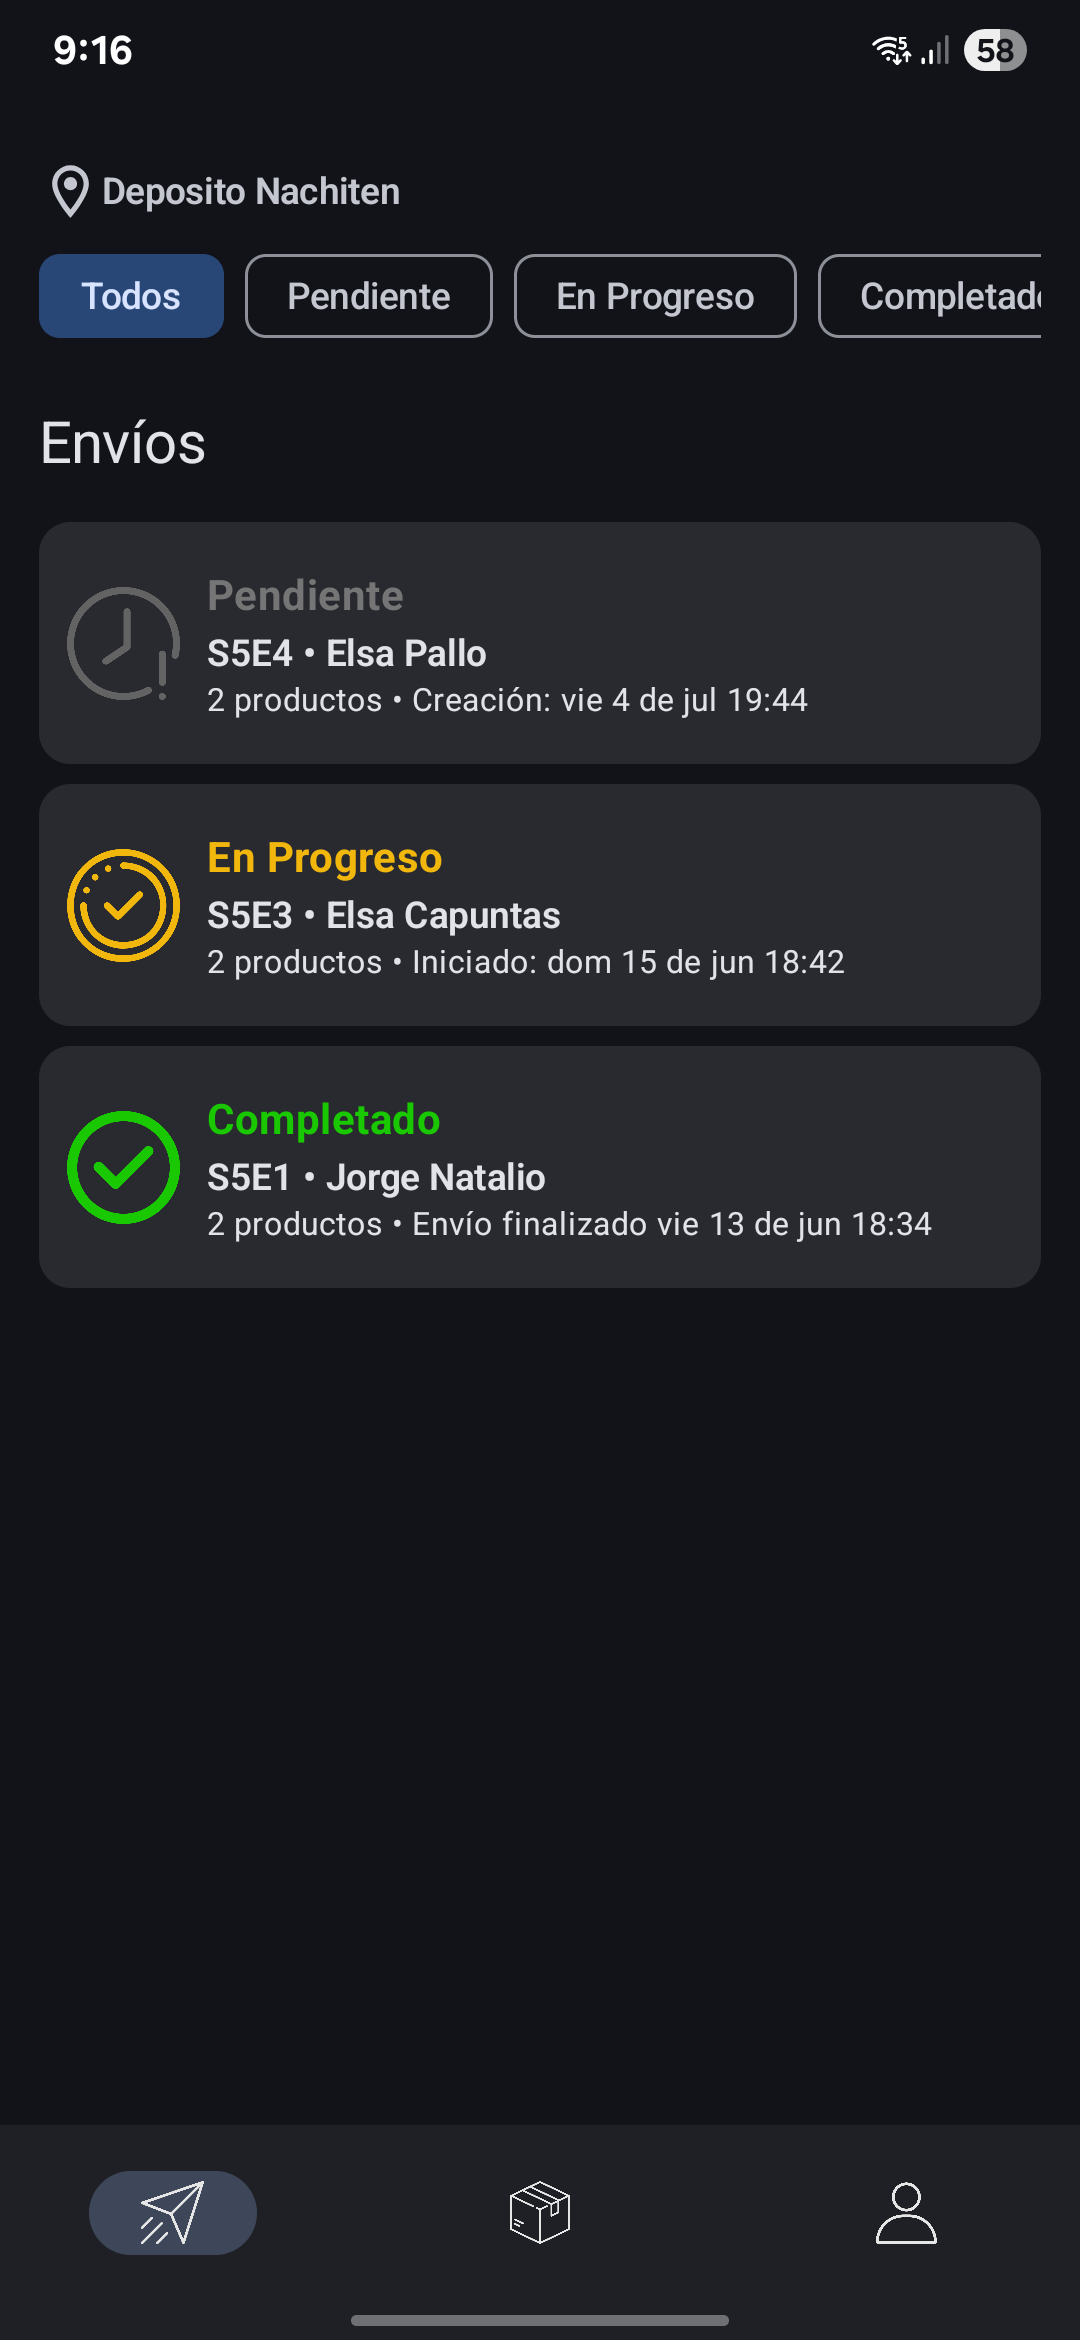 9:16
5
58
Deposito Nachiten
Todos Pendiente En Progreso Completado
Envíos
Pendiente
S5E4 • Elsa Pallo
2 productos • Creación: vie 4 de jul 19:44
En Progreso
S5E3 • Elsa Capuntas
2 productos • Iniciado: dom 15 de jun 18:42
Completado
S5E1 • Jorge Natalio
2 productos • Envío finalizado vie 13 de jun 18:34